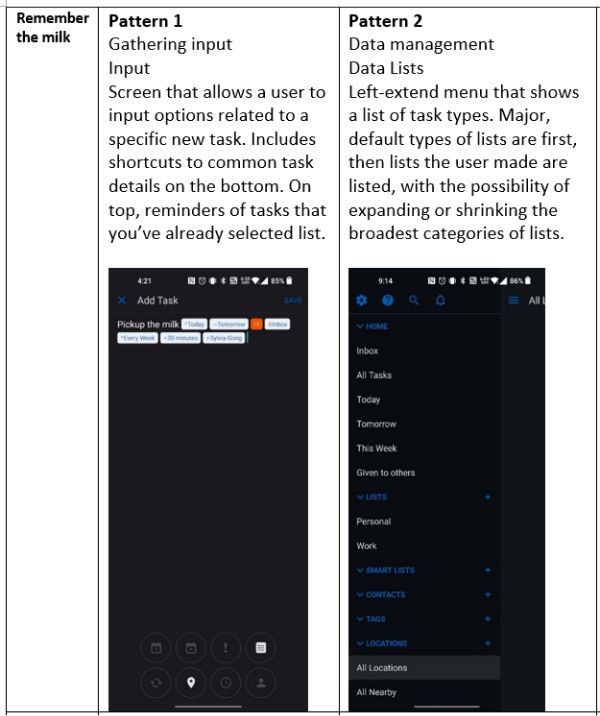 Remember
the milk
Pattern 1
Gathering input
Input
Screen that allows a user to
input options related to a
specific new task. Includes
shortcuts to common task
details on the bottom. On
top, reminders of tasks that
you've already selected list.
4:21
85%
Add Task
SAVE
Pickup the milk ^Today ~Tomorrow !1 #Inbox
*Every Week =30 minutes +Sylvia Gong
Pattern 2
Data management
Data Lists
Left-extend menu that shows
a list of task types. Major,
default types of lists are first,
then lists the user made are
listed, with the possibility of
expanding or shrinking the
broadest categories of lists.
9:14
86%
All L
HOME
Inbox
All Tasks
Today
Tomorrow
This Week
Given to others
LISTS +
Personal
Work
SMART LISTS +
CONTACTS +
TAGS +
LOCATIONS +
All Locations
All Nearby